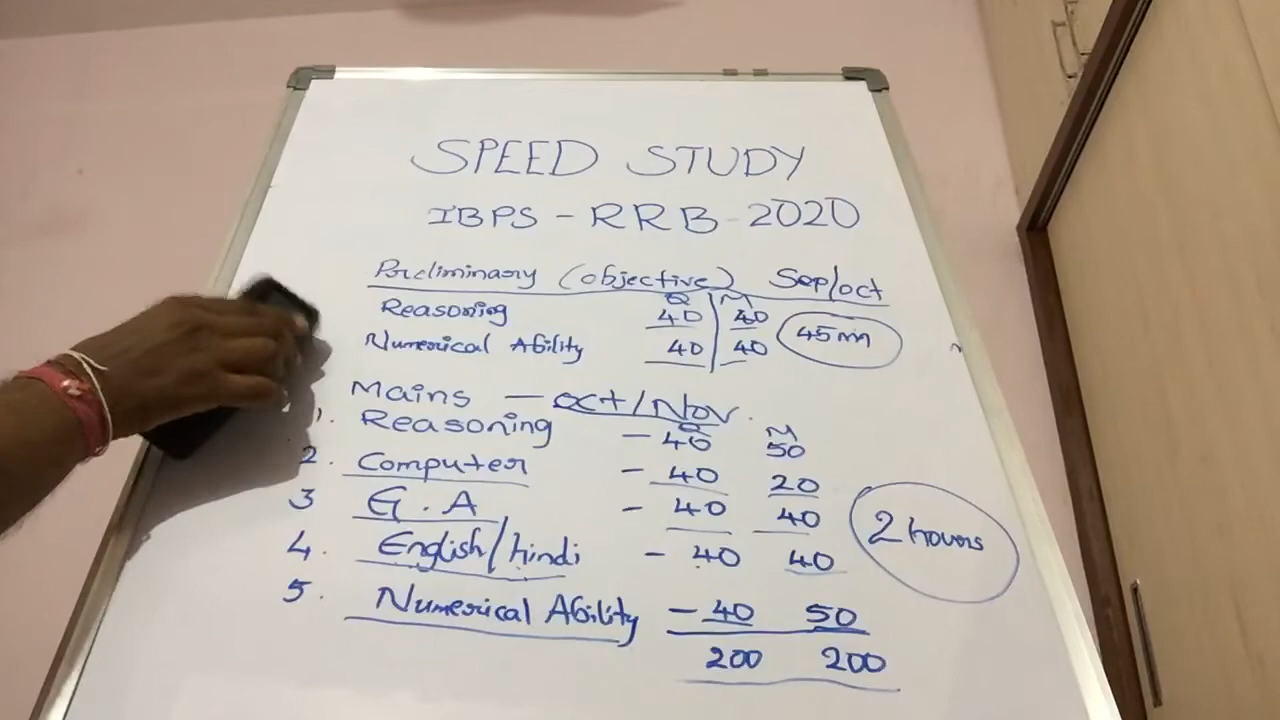 SPEED STUDY
IBPS - RRB - 2020
Preliminary (objective) Sep/oct
Q M
Reasoning 40 40
Numerical Ability 40 40 45 min
Mains - oct/Nov.
Q M
1. Reasoning - 40 50
2. Computer - 40 20
3 G.A - 40 40
2 hours
4. English/hindi - 40 40
5. Numerical Ability - 40 50
200 200